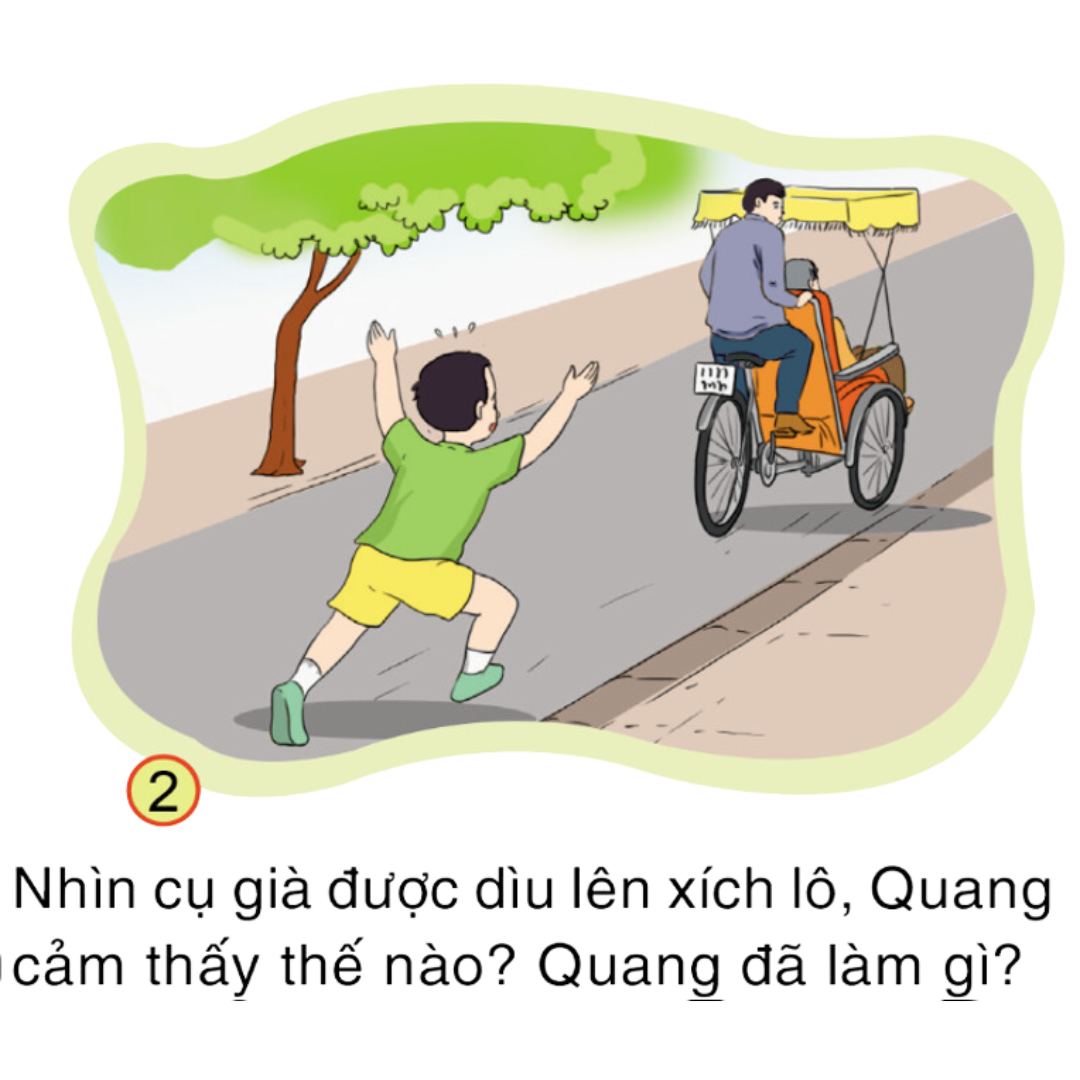 2
Nhìn cụ già được dìu lên xích lô, Quang
cảm thấy thế nào? Quang đã làm gì?